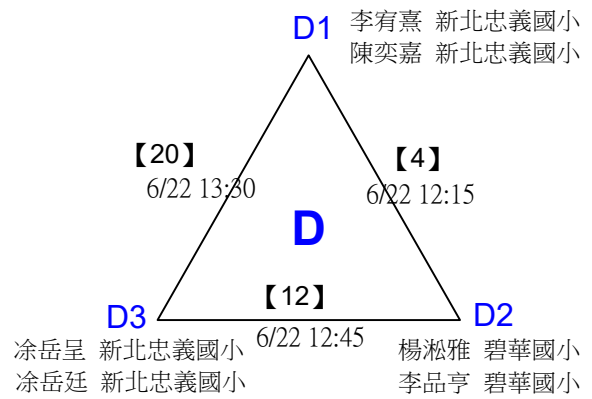 D1
李宥熹 新北忠義國小
陳奕嘉 新北忠義國小
【20】
6/22 13:30
【4】
6/22 12:15
D
【12】
6/22 12:45
D3
凃岳呈 新北忠義國小
凃岳廷 新北忠義國小
D2
楊淞雅 碧華國小
李品亨 碧華國小